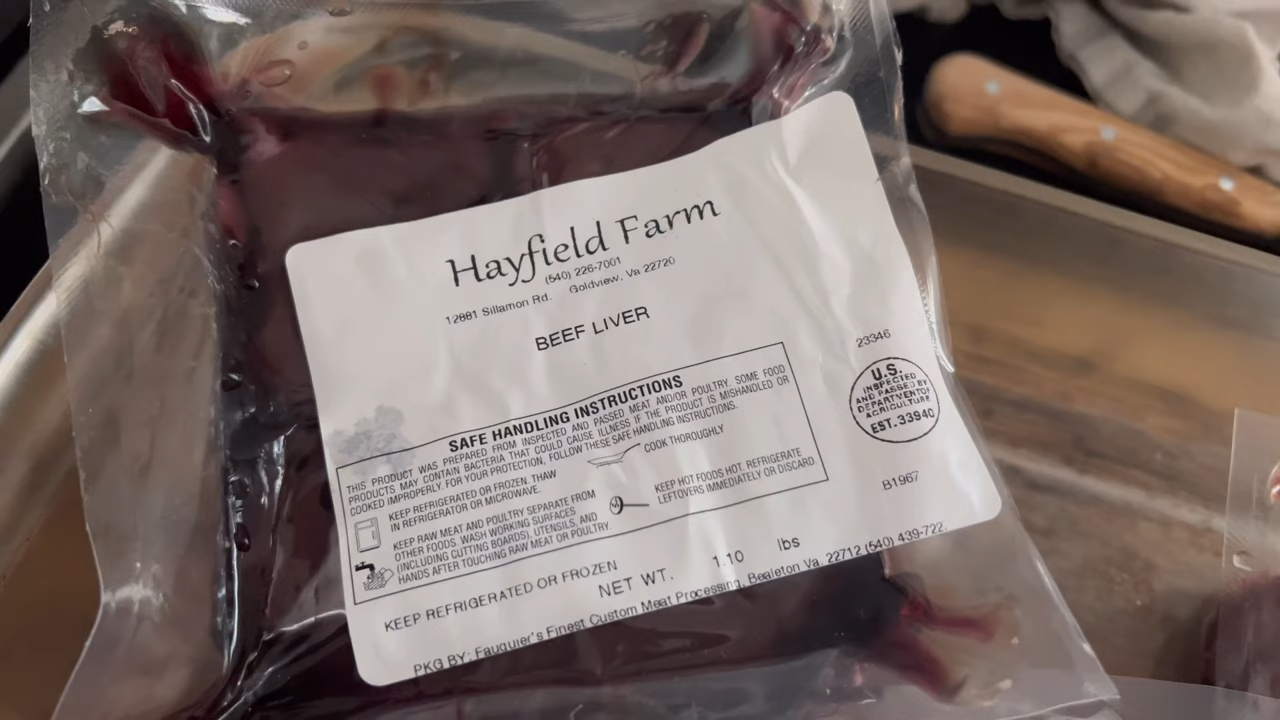 Hayfield Farm
(540) 226-7001
12881 Sillamon Rd. Goldview, Va 22720
BEEF LIVER
23346
U.S.
INSPECTED
AND PASSED BY
DEPARTMENT OF
AGRICULTURE
EST. 33940
SAFE HANDLING INSTRUCTIONS
THIS PRODUCT WAS PREPARED FROM INSPECTED AND PASSED MEAT AND/OR POULTRY. SOME FOOD
PRODUCTS MAY CONTAIN BACTERIA THAT COULD CAUSE ILLNESS IF THE PRODUCT IS MISHANDLED OR
COOKED IMPROPERLY. FOR YOUR PROTECTION, FOLLOW THESE SAFE HANDLING INSTRUCTIONS.
KEEP REFRIGERATED OR FROZEN. THAW
IN REFRIGERATOR OR MICROWAVE.
COOK THOROUGHLY
KEEP RAW MEAT AND POULTRY SEPARATE FROM
OTHER FOODS. WASH WORKING SURFACES
(INCLUDING CUTTING BOARDS), UTENSILS, AND
HANDS AFTER TOUCHING RAW MEAT OR POULTRY.
KEEP HOT FOODS HOT. REFRIGERATE
LEFTOVERS IMMEDIATELY OR DISCARD.
B1967
KEEP REFRIGERATED OR FROZEN
NET WT. 1.10 lbs
PKG BY: Fauquier's Finest Custom Meat Processing, Bealeton Va. 22712 (540) 439-722